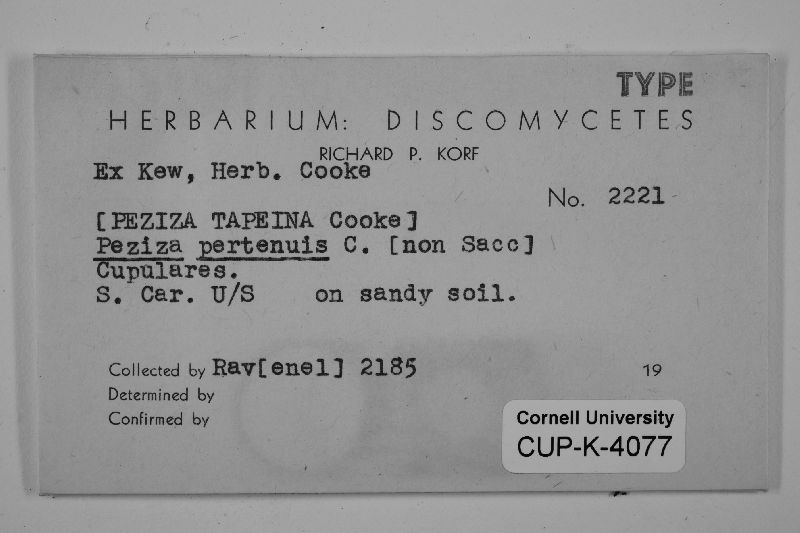 TYPE
HERBARIUM: DISCOMYCETES
RICHARD P. KORF
Ex Kew, Herb. Cooke
No. 2221
[PEZIZA TAPEINA Cooke]
Peziza pertenuis C. [non Sacc]
Cupulares.
S. Car. U/S on sandy soil.
Collected by Rav[enel] 2185 19
Determined by
Confirmed by
Cornell University
CUP-K-4077